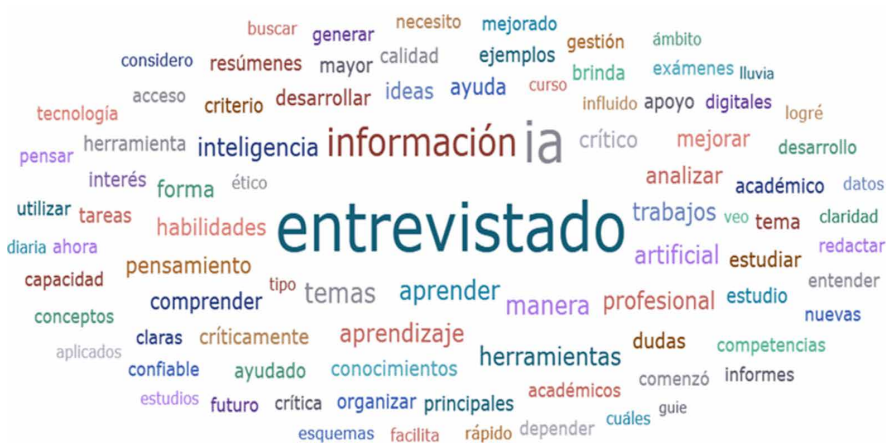 necesito mejorado
buscar generar gestión ámbito
considero resúmenes mayor calidad ejemplos brinda exámenes lluvia
tecnología acceso criterio desarrollar ideas ayuda curso influido apoyo digitales logré
pensar herramienta inteligencia información ia crítico mejorar desarrollo
interés forma ético analizar académico datos
utilizar tareas habilidades entrevistado trabajos veo tema claridad
diaria ahora artificial estudiar redactar
capacidad pensamiento tipo temas aprender manera profesional estudio entender
conceptos comprender nuevas
aplicados claras críticamente aprendizaje herramientas dudas competencias
confiable ayudado conocimientos académicos comenzó informes
estudios futuro crítica organizar principales cuáles guie
esquemas facilita rápido depender